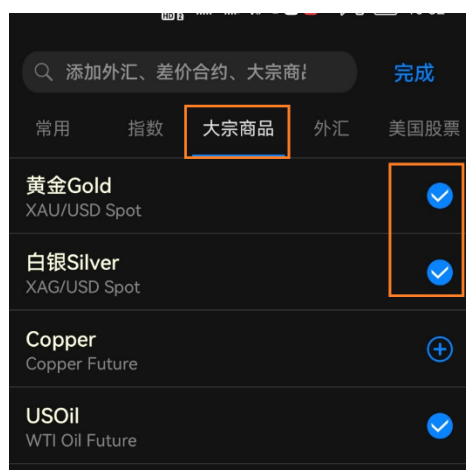 添加外汇、差价合约、大宗商
完成
常用 指数 大宗商品 外汇 美国股票
黄金Gold
XAU/USD Spot
白银Silver
XAG/USD Spot
Copper
Copper Future
USOil
WTI Oil Future